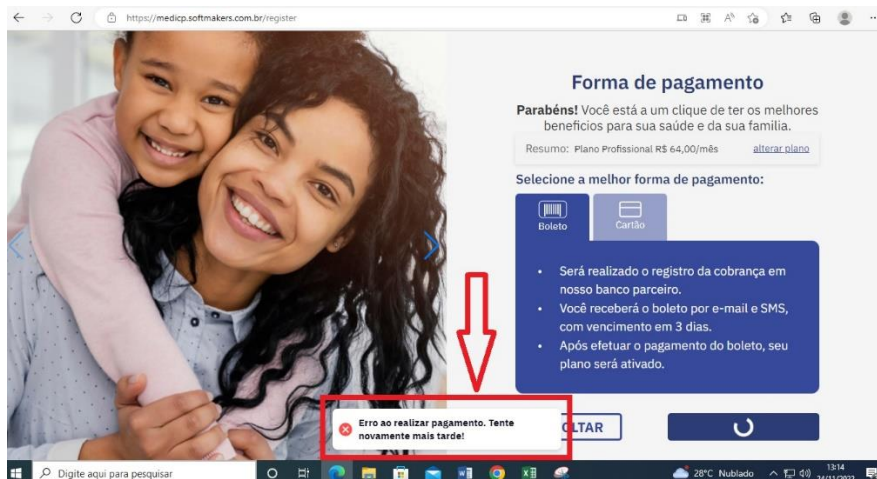 https://medicp.softmakers.com.br/register
Forma de pagamento
Parabéns! Você está a um clique de ter os melhores
benefícios para sua saúde e da sua família.
Resumo: Plano Profissional R$ 64,00/mês alterar plano
Selecione a melhor forma de pagamento:
Boleto Cartão
• Será realizado o registro da cobrança em
nosso banco parceiro.
• Você receberá o boleto por e-mail e SMS,
com vencimento em 3 dias.
• Após efetuar o pagamento do boleto, seu
plano será ativado.
Erro ao realizar pagamento. Tente
novamente mais tarde!
OLTAR
Digite aqui para pesquisar
28°C Nublado
13:14
24/11/2022